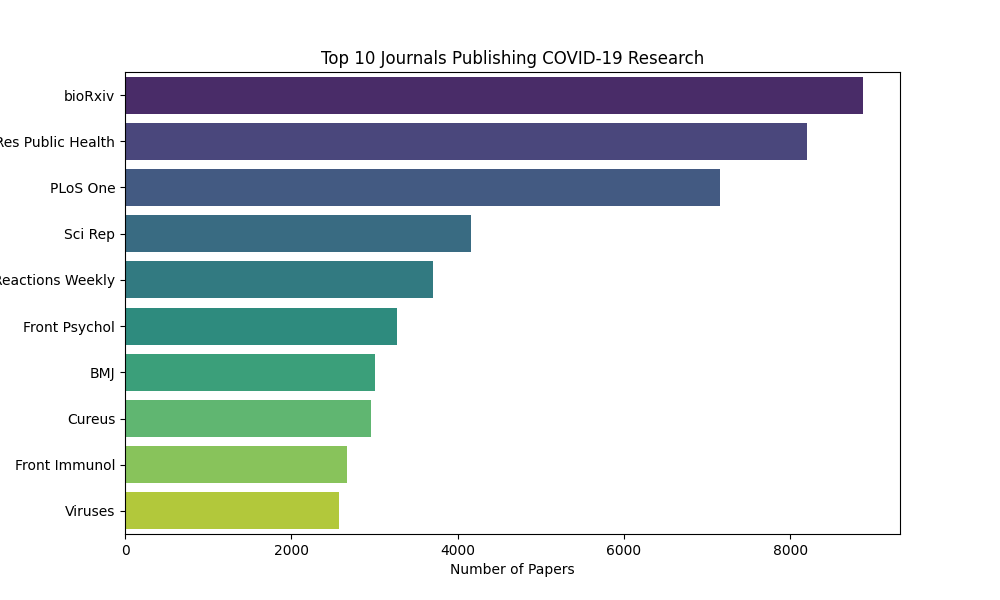 Top 10 Journals Publishing COVID-19 Research
bioRxiv
Res Public Health
PLoS One
Sci Rep
Reactions Weekly
Front Psychol
BMJ
Cureus
Front Immunol
Viruses
0 2000 4000 6000 8000
Number of Papers